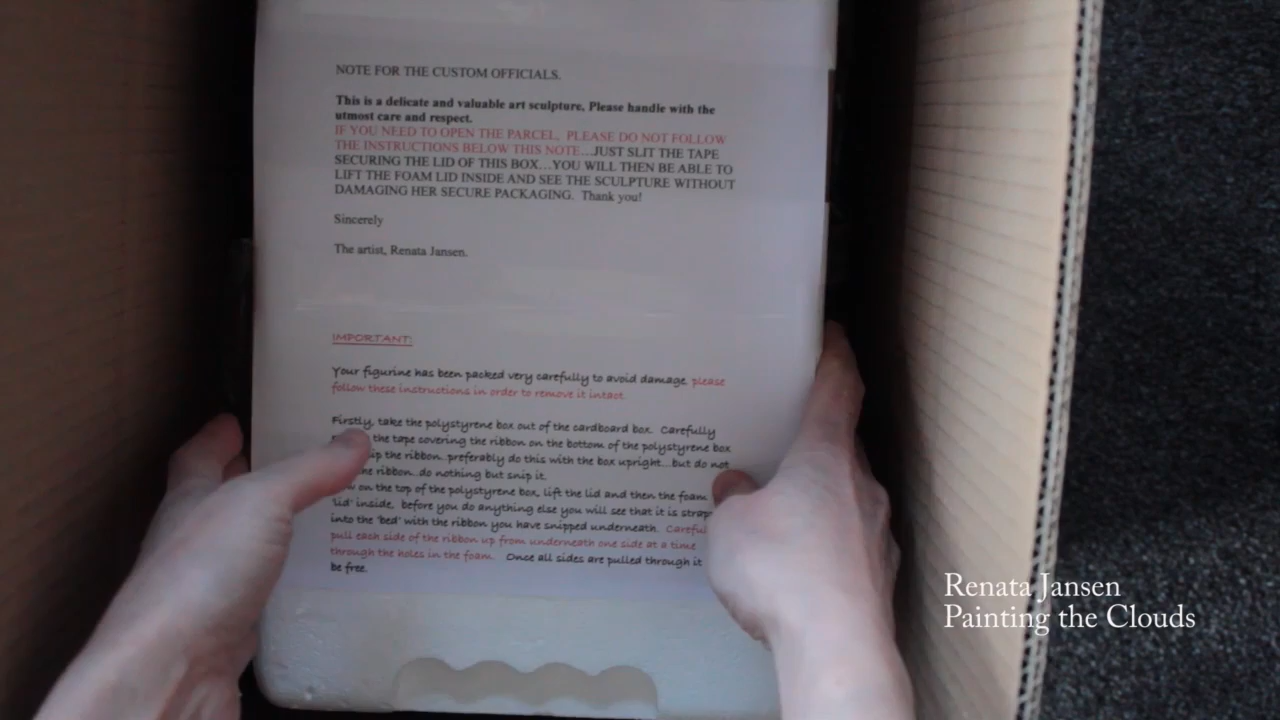 NOTE FOR THE CUSTOM OFFICIALS.
This is a delicate and valuable art sculpture, Please handle with the
utmost care and respect.
IF YOU NEED TO OPEN THE PARCEL, PLEASE DO NOT FOLLOW
THE INSTRUCTIONS BELOW THIS NOTE...JUST SLIT THE TAPE
SECURING THE LID OF THIS BOX...YOU WILL THEN BE ABLE TO
LIFT THE FOAM LID INSIDE AND SEE THE SCULPTURE WITHOUT
DAMAGING HER SECURE PACKAGING. Thank you!
Sincerely
The artist, Renata Jansen.
IMPORTANT:
Your figurine has been packed very carefully to avoid damage, please
follow these instructions in order to remove it intact.
Firstly, take the polystyrene box out of the cardboard box. Carefully
the tape covering the ribbon on the bottom of the polystyrene box
the ribbon..preferably do this with the box upright...but do not
the ribbon..do nothing but snip it.
on the top of the polystyrene box, lift the lid and then the foam
'lid' inside, before you do anything else you will see that it is
into the 'bed' with the ribbon you have snipped underneath.
pull each side of the ribbon up from underneath one side at a time
through the holes in the foam. Once all sides are pulled through it
be free.
Renata Jansen
Painting the Clouds